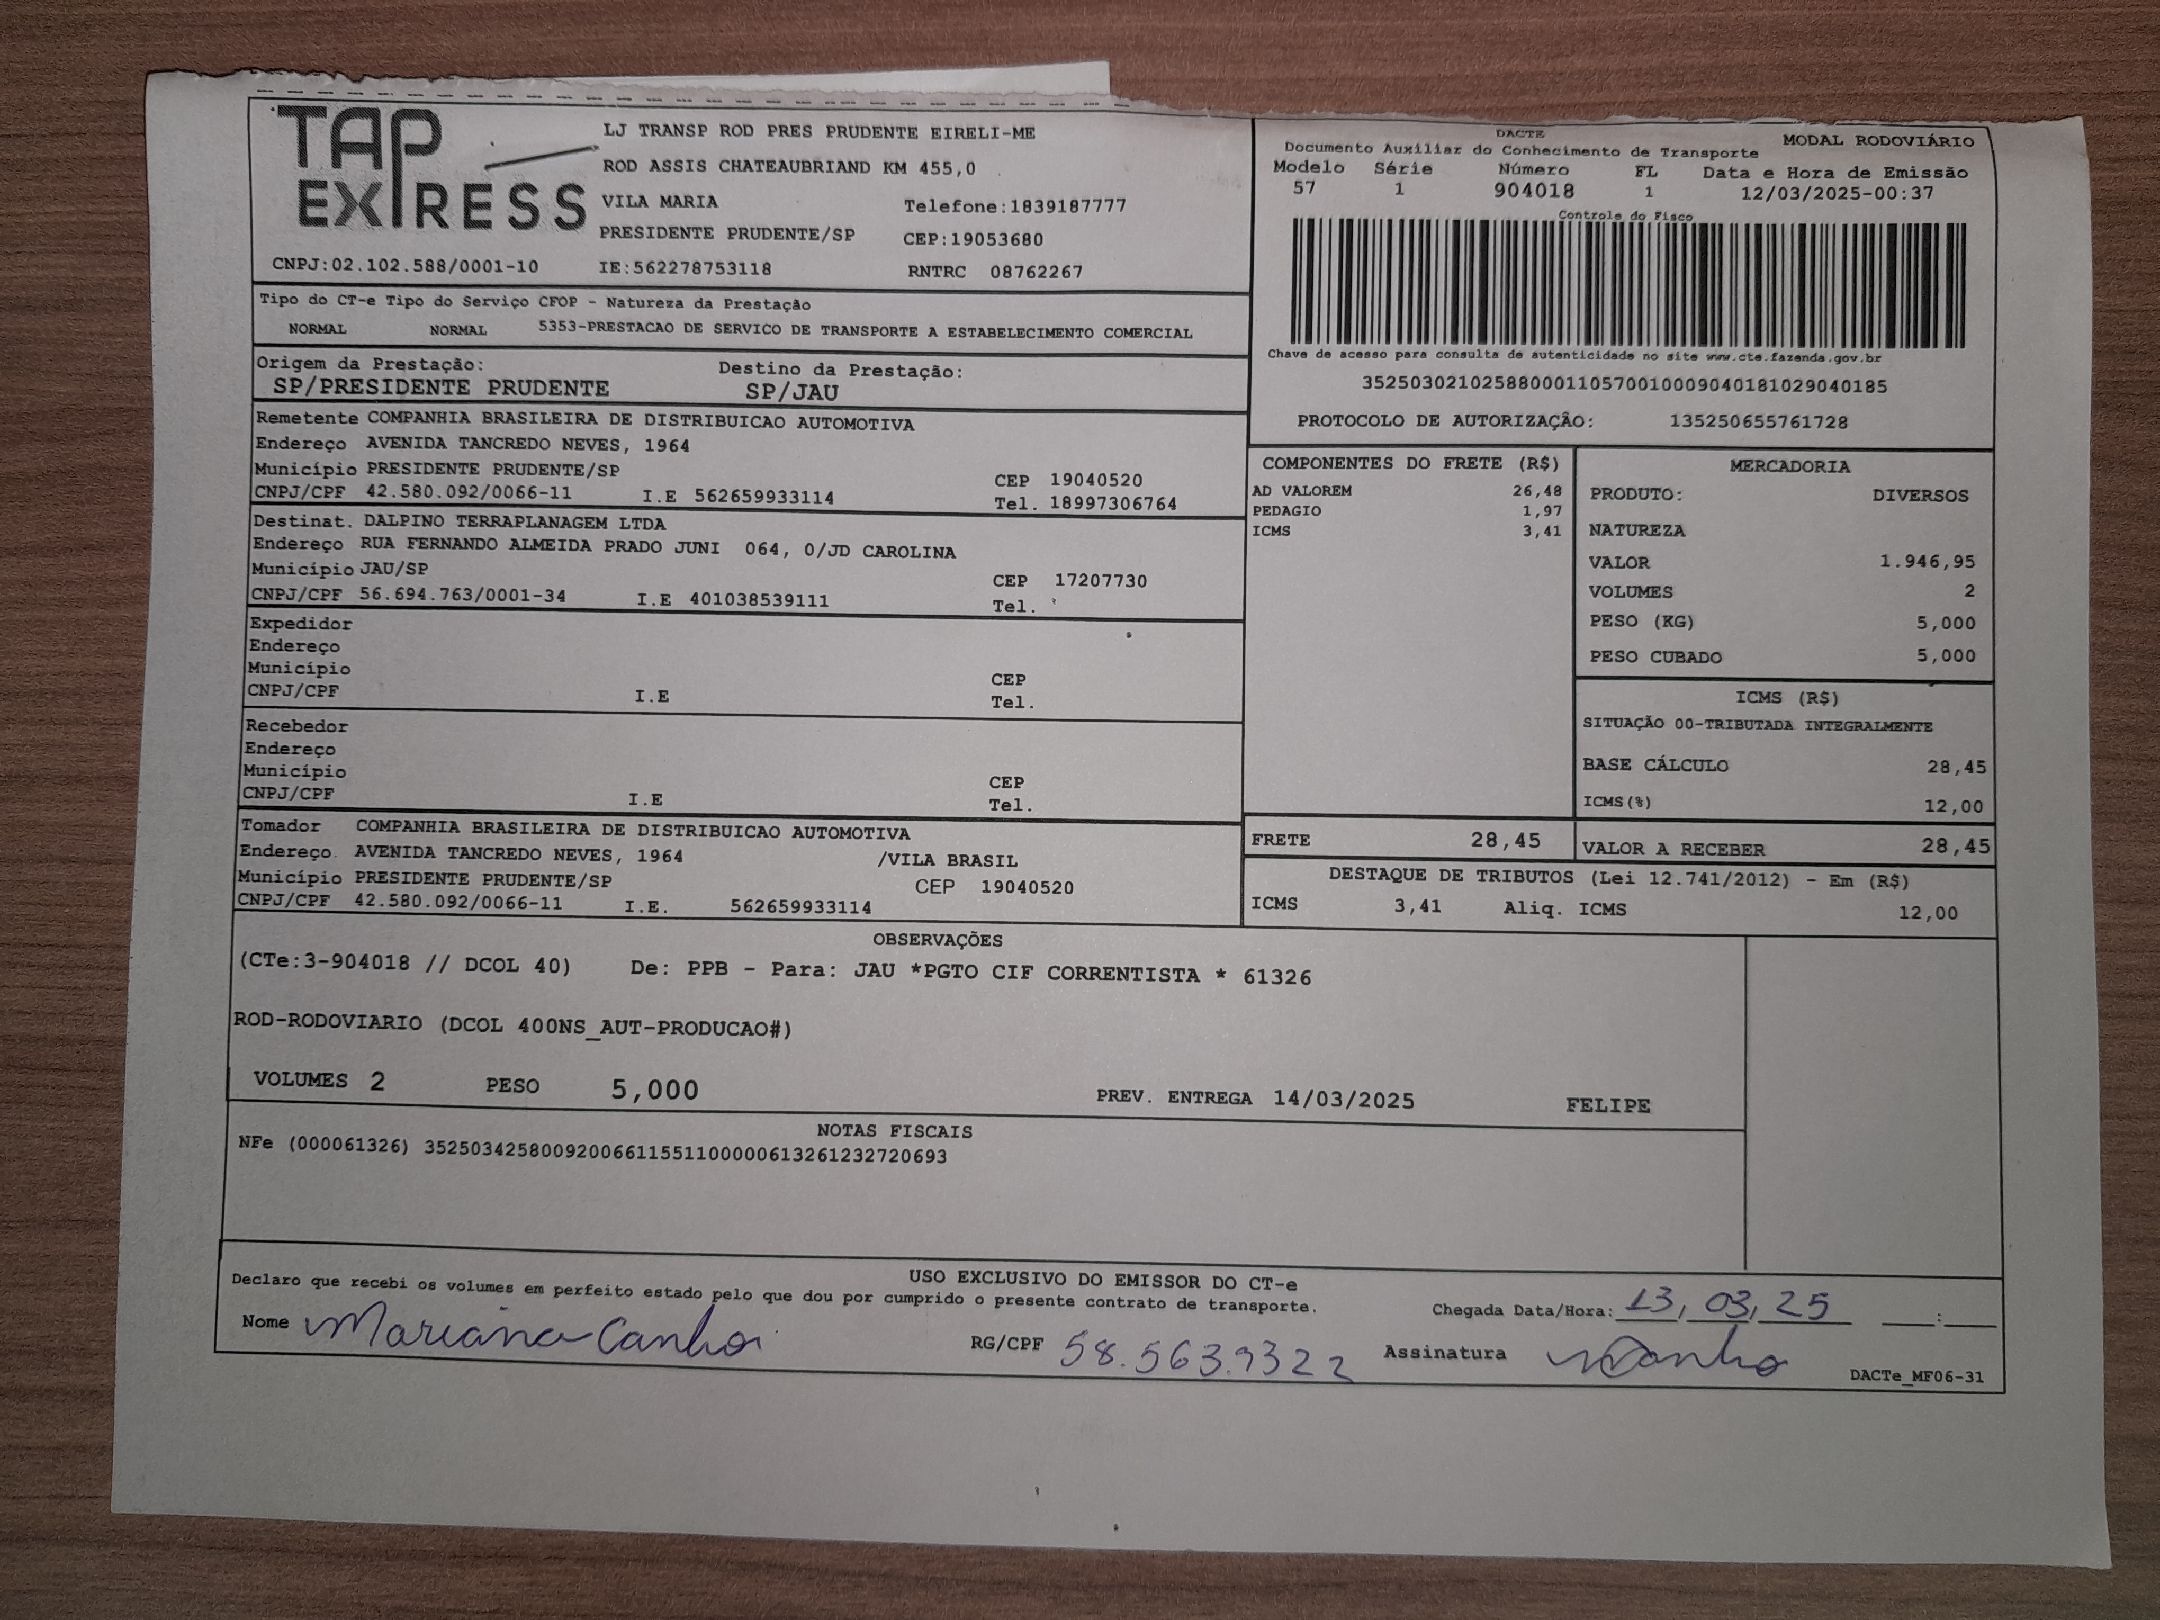 TAP EXPRESS
LJ TRANSP ROD PRES PRUDENTE EIRELI-ME
ROD ASSIS CHATEAUBRIAND KM 455,0
VILA MARIA Telefone:1839187777
PRESIDENTE PRUDENTE/SP CEP:19053680
CNPJ:02.102.588/0001-10 IE:562278753118 RNTRC 08762267
DACTE MODAL RODOVIÁRIO
Documento Auxiliar do Conhecimento de Transporte
Modelo Série Número FL Data e Hora de Emissão
57 1 904018 1 12/03/2025-00:37
Controle do Fisco
Chave de acesso para consulta de autenticidade no site www.cte.fazenda.gov.br
35250302102588000110570010009040181029040185
PROTOCOLO DE AUTORIZAÇÃO: 135250655761728
Tipo do CT-e Tipo do Serviço CFOP - Natureza da Prestação
NORMAL NORMAL 5353-PRESTACAO DE SERVICO DE TRANSPORTE A ESTABELECIMENTO COMERCIAL
Origem da Prestação: Destino da Prestação:
SP/PRESIDENTE PRUDENTE SP/JAU
Remetente COMPANHIA BRASILEIRA DE DISTRIBUICAO AUTOMOTIVA
Endereço AVENIDA TANCREDO NEVES, 1964
Município PRESIDENTE PRUDENTE/SP CEP 19040520
CNPJ/CPF 42.580.092/0066-11 I.E 562659933114 Tel. 18997306764
Destinat. DALPINO TERRAPLANAGEM LTDA
Endereço RUA FERNANDO ALMEIDA PRADO JUNI 064, 0/JD CAROLINA
Município JAU/SP CEP 17207730
CNPJ/CPF 56.694.763/0001-34 I.E 401038539111 Tel.
Expedidor
Endereço
Município CEP
CNPJ/CPF I.E Tel.
Recebedor
Endereço
Município CEP
CNPJ/CPF I.E Tel.
Tomador COMPANHIA BRASILEIRA DE DISTRIBUICAO AUTOMOTIVA
Endereço. AVENIDA TANCREDO NEVES, 1964 /VILA BRASIL
Município PRESIDENTE PRUDENTE/SP CEP 19040520
CNPJ/CPF 42.580.092/0066-11 I.E. 562659933114
COMPONENTES DO FRETE (R$)
AD VALOREM 26,48
PEDAGIO 1,97
ICMS 3,41
MERCADORIA
PRODUTO: DIVERSOS
NATUREZA
VALOR 1.946,95
VOLUMES 2
PESO (KG) 5,000
PESO CUBADO 5,000
ICMS (R$)
SITUAÇÃO 00-TRIBUTADA INTEGRALMENTE
BASE CÁLCULO 28,45
ICMS(%) 12,00
FRETE 28,45 VALOR A RECEBER 28,45
DESTAQUE DE TRIBUTOS (Lei 12.741/2012) - Em (R$)
ICMS 3,41 Aliq. ICMS 12,00
OBSERVAÇÕES
(CTe:3-904018 // DCOL 40) De: PPB - Para: JAU *PGTO CIF CORRENTISTA * 61326
ROD-RODOVIARIO (DCOL 400NS_AUT-PRODUCAO#)
VOLUMES 2 PESO 5,000 PREV. ENTREGA 14/03/2025 FELIPE
NOTAS FISCAIS
NFe (000061326) 35250342580092006611551100000613261232720693
USO EXCLUSIVO DO EMISSOR DO CT-e
Declaro que recebi os volumes em perfeito estado pelo que dou por cumprido o presente contrato de transporte. Chegada Data/Hora: 13, 03, 25 :
Nome Mariana Canho RG/CPF 58.563.932 2 Assinatura Canho
DACTe_MF06-31